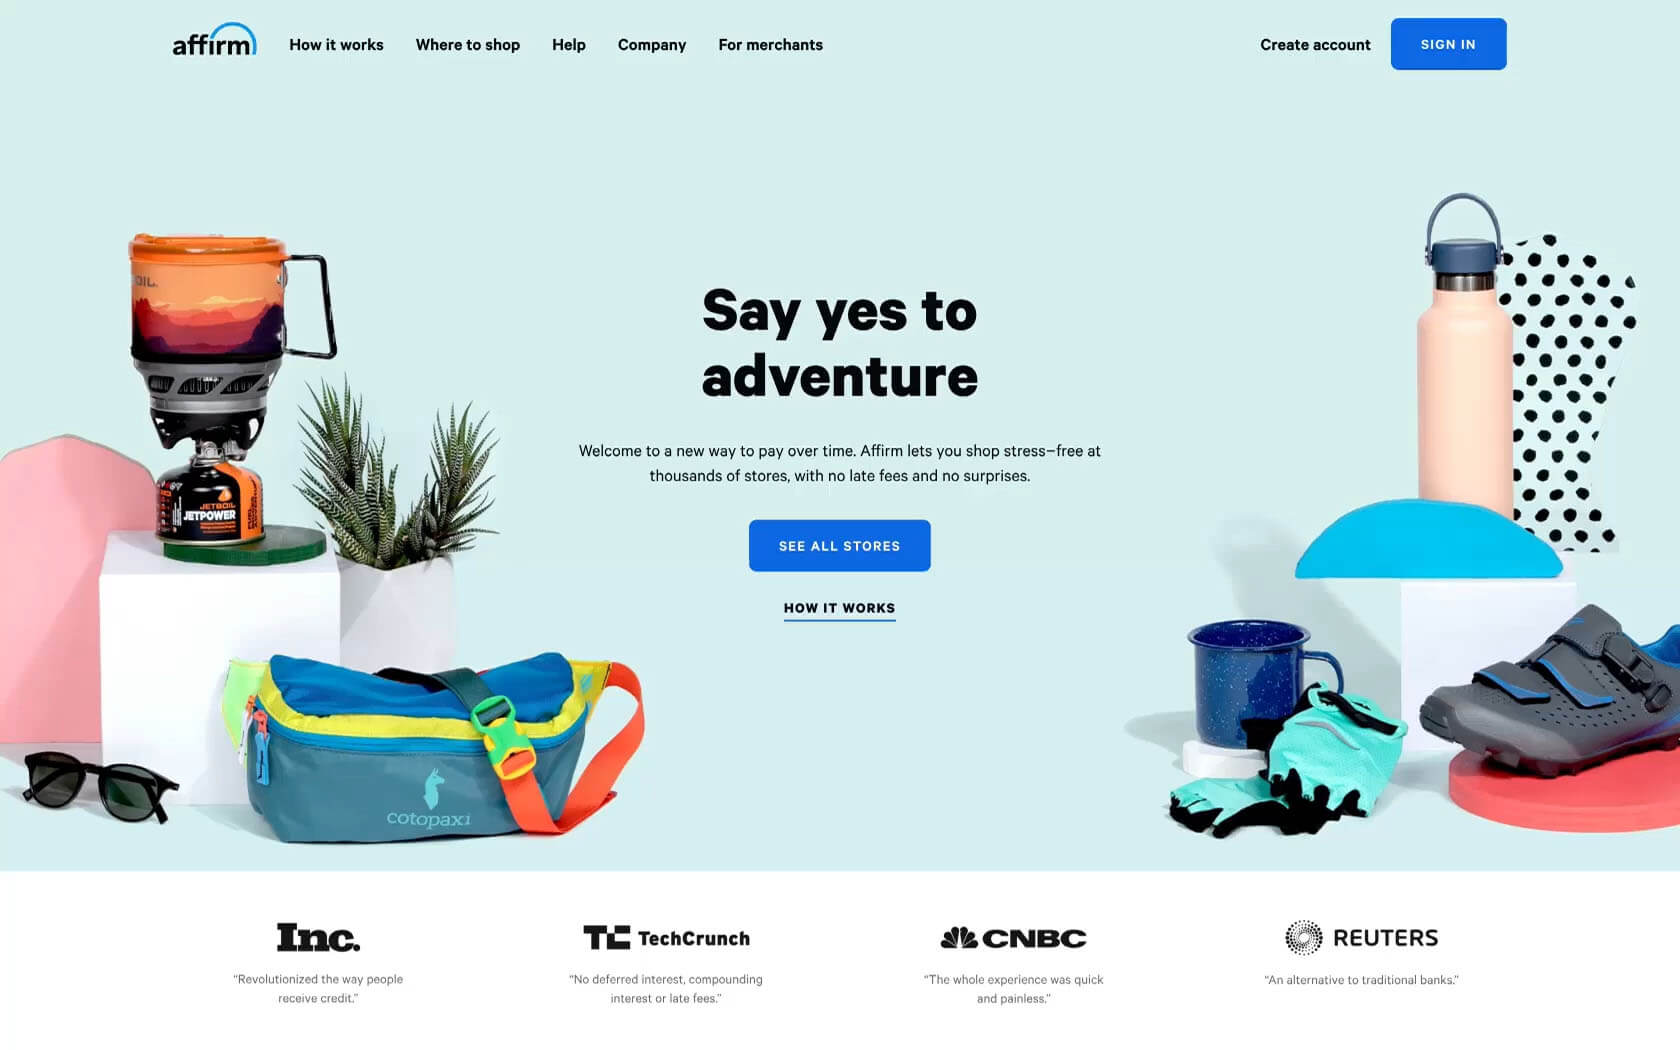 affirm
How it works
Where to shop
Help
Company
For merchants
Create account
SIGN IN
Say yes to
adventure
Welcome to a new way to pay over time. Affirm lets you shop stress–free at
thousands of stores, with no late fees and no surprises.
SEE ALL STORES
HOW IT WORKS
OIL
JETBOIL
JETPOWER
cotopaxi
Inc.
“Revolutionized the way people
receive credit.”
TC TechCrunch
“No deferred interest, compounding
interest or late fees.”
CNBC
“The whole experience was quick
and painless.”
REUTERS
“An alternative to traditional banks.”